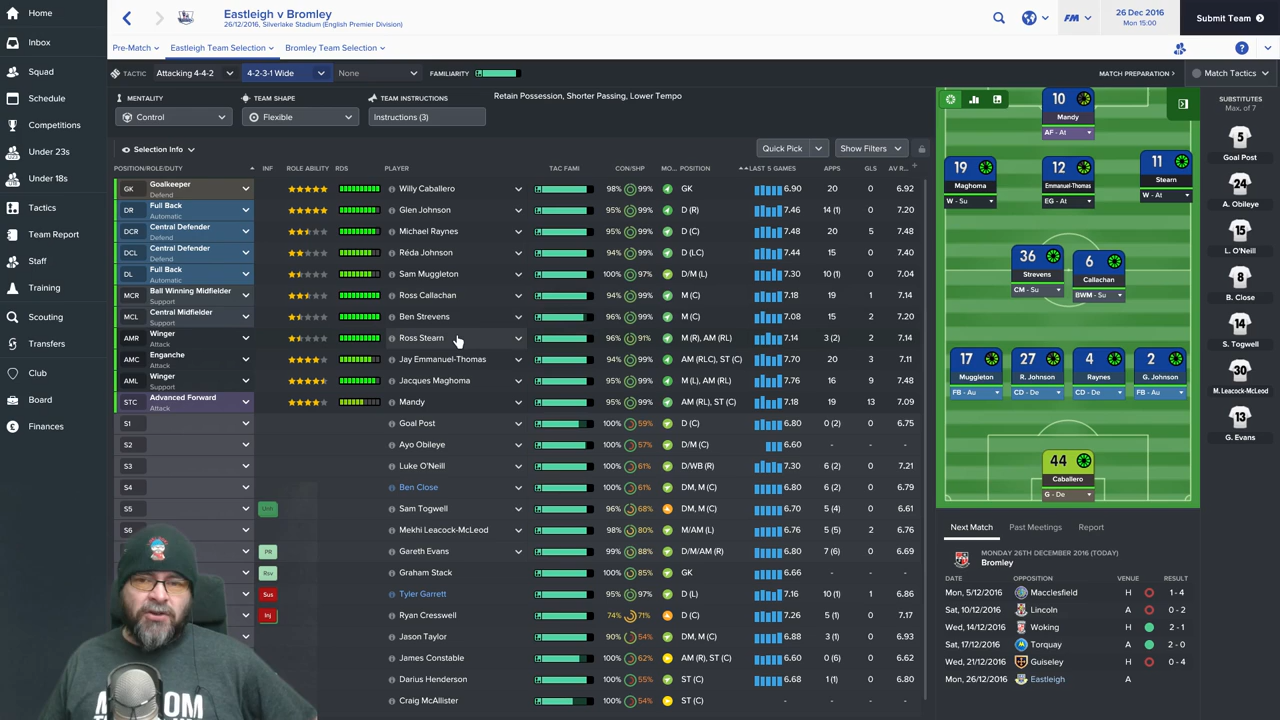 Home
Inbox
Squad
Schedule
Competitions
Under 23s
Under 18s
Tactics
Team Report
Staff
Training
Scouting
Transfers
Club
Board
Finances
Eastleigh v Bromley
26/12/2016, Silverlake Stadium (English Premier Division)
FM
26 Dec 2016
Mon 15:00
Submit Team
Pre-Match
Eastleigh Team Selection
Bromley Team Selection
TACTIC Attacking 4-4-2 4-2-3-1 Wide None FAMILIARITY
MATCH PREPARATION > Match Tactics
MENTALITY TEAM SHAPE TEAM INSTRUCTIONS
Control Flexible Instructions (3)
Retain Possession, Shorter Passing, Lower Tempo
Selection Info Quick Pick Show Filters
POSITION/ROLE/DUTY INF ROLE ABILITY RDS PLAYER TAC FAMI CON/SHP MO... POSITION LAST 5 GAMES APPS GLS AV R...
GK Goalkeeper Defend Willy Caballero 98% 99% GK 6.90 20 0 6.92
DR Full Back Automatic Glen Johnson 95% 99% D (R) 7.46 14 (1) 0 7.20
DCR Central Defender Defend Michael Raynes 95% 99% D (C) 7.48 20 5 7.48
DCL Central Defender Defend Réda Johnson 94% 99% D (LC) 7.44 15 2 7.40
DL Full Back Automatic Sam Muggleton 100% 97% D/M (L) 7.30 10 (1) 0 7.04
MCR Ball Winning Midfielder Support Ross Callachan 94% 99% M (C) 7.18 19 1 7.14
MCL Central Midfielder Support Ben Strevens 96% 99% M (C) 7.08 15 2 7.20
AMR Winger Attack Ross Stearn 96% 91% M (R), AM (RL) 7.14 3 (2) 2 7.14
AMC Enganche Attack Jay Emmanuel-Thomas 94% 99% AM (RLC), ST (C) 7.70 20 3 7.11
AML Winger Support Jacques Maghoma 95% 99% M (L), AM (RL) 7.76 16 9 7.48
STC Advanced Forward Attack Mandy 95% 99% AM (RL), ST (C) 7.18 19 13 7.09
S1 Goal Post 100% 59% D (C) 6.80 0 (2) 0 6.75
S2 Ayo Obileye 100% 57% D/M (C) 6.60 - - -
S3 Luke O'Neill 100% 61% D/WB (R) 7.30 6 (2) 0 7.21
S4 Ben Close 100% 61% DM, M (C) 6.80 6 (2) 0 6.79
S5 Unh Sam Togwell 96% 68% DM, M (C) 6.70 5 (4) 0 6.61
S6 Mekhi Leacock-McLeod 98% 80% M/AM (L) 6.76 5 (5) 2 6.76
PR Gareth Evans 99% 88% D/M/AM (R) 6.80 7 (6) 0 6.69
Rsv Graham Stack 100% 85% GK 6.66 - - -
Sus Tyler Garrett 95% 97% D (L) 7.16 10 (1) 1 6.86
Inj Ryan Cresswell 74% 71% D (C) 7.26 3 (1) 0 7.17
Jason Taylor 90% 54% DM, M (C) 6.88 3 (1) 0 6.93
James Constable 100% 62% AM (R), ST (C) 6.60 0 (6) 0 6.62
Darius Henderson 100% 55% ST (C) 6.68 1 (1) 0 6.80
Craig McAllister 100% 54% ST (C) - - - -
10
Mandy
AF - At
19 12 11
Maghoma Emmanuel-Thomas Stearn
W - Su EG - At W - At
36 6
Strevens Callachan
CM - Su BWM - Su
17 27 4 2
Muggleton R. Johnson Raynes G. Johnson
FB - Au CD - De CD - De FB - Au
44
Caballero
G - De
SUBSTITUTES
Max. of 7
5
Goal Post
24
A. Obileye
15
L. O'Neill
8
B. Close
14
S. Togwell
30
M. Leacock-McLeod
13
G. Evans
Next Match Past Meetings Report
MONDAY 26TH DECEMBER 2016 (TODAY)
Bromley
DATE OPPOSITION VENUE RESULT
Mon, 5/12/2016 Macclesfield H 1 - 4
Sat, 10/12/2016 Lincoln A 0 - 2
Wed, 14/12/2016 Woking H 2 - 1
Sat, 17/12/2016 Torquay A 2 - 0
Wed, 21/12/2016 Guiseley H 0 - 4
Mon, 26/12/2016 Eastleigh A